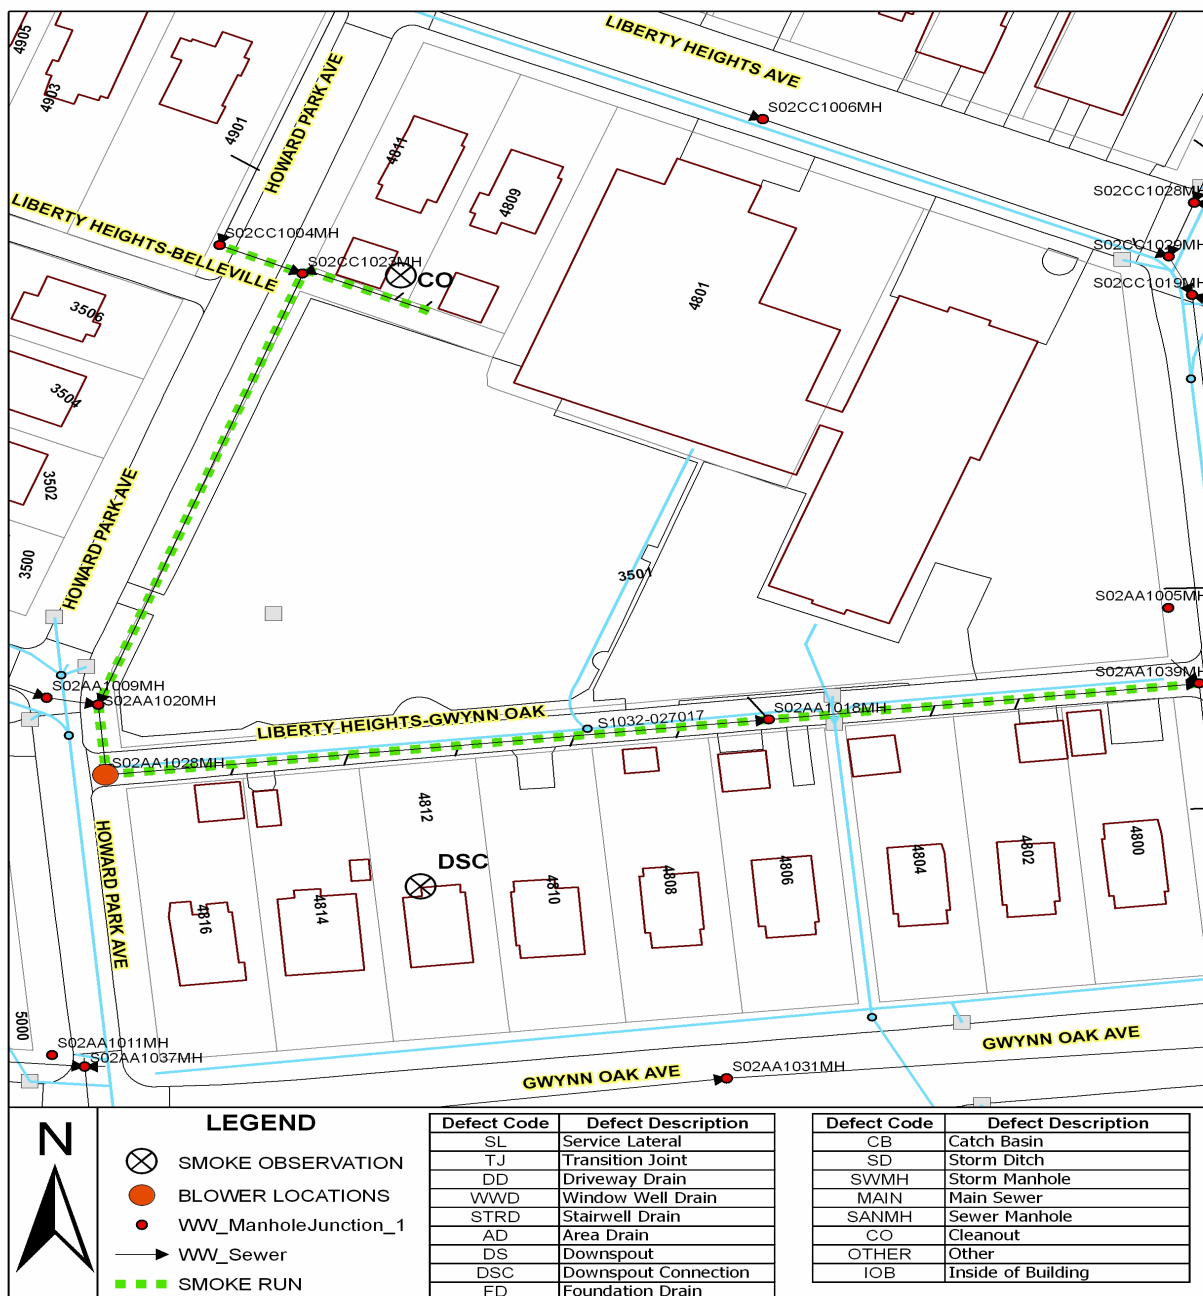 4905
4903
4901
HOWARD PARK AVE
LIBERTY HEIGHTS AVE
S02CC1006MH
4811
4809
S02CC1028MH
LIBERTY HEIGHTS-BELLEVILLE
S02CC1004MH
S02CC1023MH
CO
S02CC1029MH
S02CC1019MH
4801
3506
3504
3502
3500
HOWARD PARK AVE
3501
S02AA1005MH
S02AA1009MH
S02AA1020MH
S02AA1039MH
LIBERTY HEIGHTS-GWYNN OAK
S1032-027017
S02AA1018MH
S02AA1028MH
4812
DSC
HOWARD PARK AVE
4816
4814
4810
4808
4806
4804
4802
4800
5000
S02AA1011MH
S02AA1037MH
GWYNN OAK AVE
S02AA1031MH
GWYNN OAK AVE
N
LEGEND
SMOKE OBSERVATION
BLOWER LOCATIONS
WW_ManholeJunction_1
WW_Sewer
SMOKE RUN
Defect Code Defect Description
SL Service Lateral
TJ Transition Joint
DD Driveway Drain
WWD Window Well Drain
STRD Stairwell Drain
AD Area Drain
DS Downspout
DSC Downspout Connection
FD Foundation Drain
Defect Code Defect Description
CB Catch Basin
SD Storm Ditch
SWMH Storm Manhole
MAIN Main Sewer
SANMH Sewer Manhole
CO Cleanout
OTHER Other
IOB Inside of Building